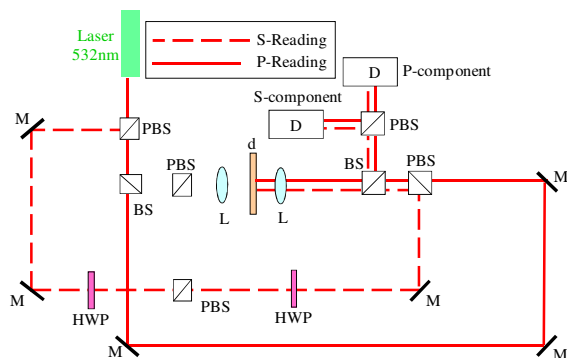 Laser
532nm
S-Reading
P-Reading
D
P-component
S-component
D
PBS
M
PBS
d
PBS
BS
PBS
BS
L
L
M
M
PBS
M
HWP
HWP
M
M